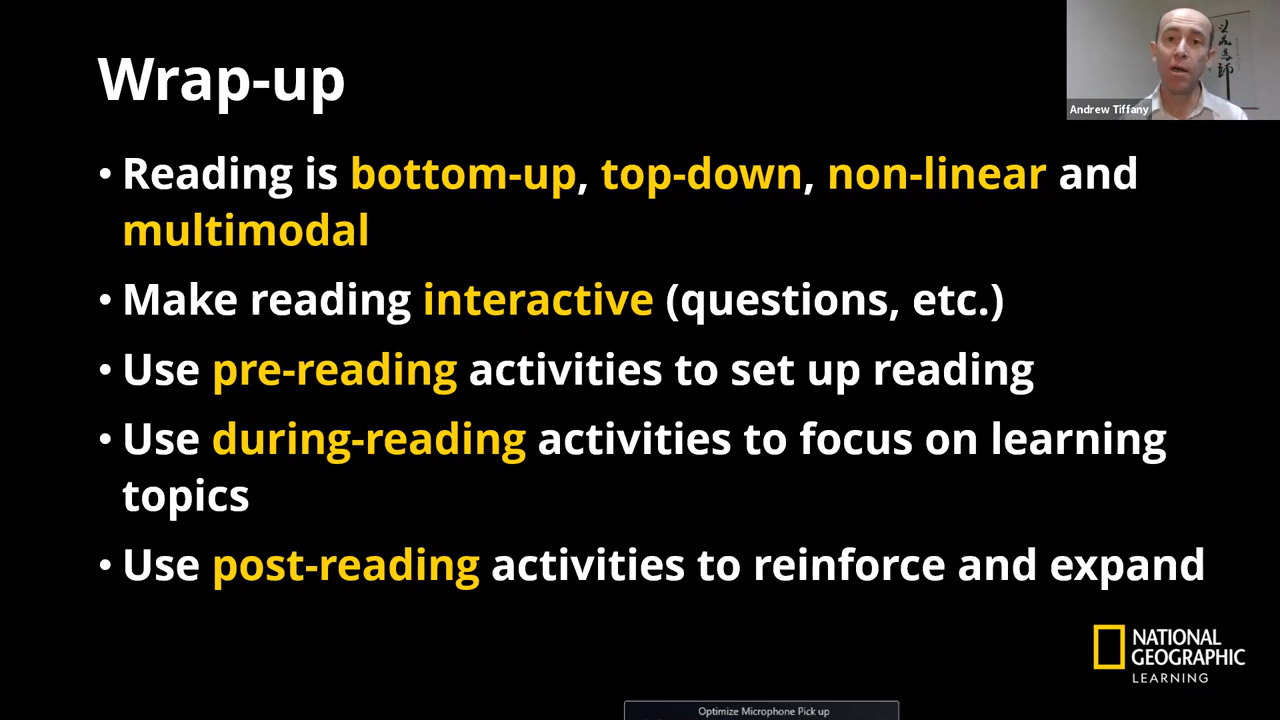 Wrap-up
Andrew Tiffany
• Reading is bottom-up, top-down, non-linear and
multimodal
• Make reading interactive (questions, etc.)
• Use pre-reading activities to set up reading
• Use during-reading activities to focus on learning
topics
• Use post-reading activities to reinforce and expand
NATIONAL
GEOGRAPHIC
LEARNING
Optimize Microphone Pick up